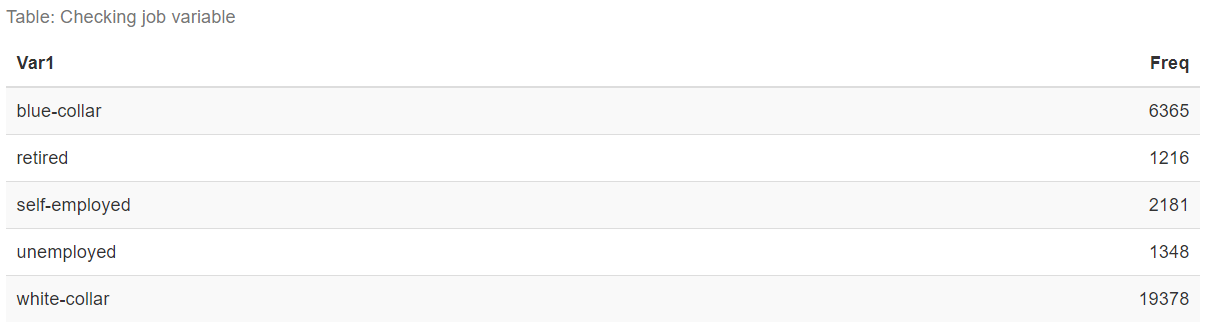 Table: Checking job variable
Var1 Freq
blue-collar 6365
retired 1216
self-employed 2181
unemployed 1348
white-collar 19378